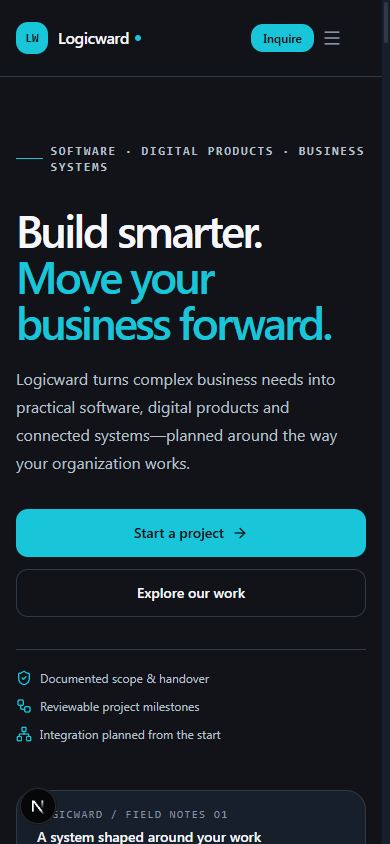 LW Logicward Inquire
SOFTWARE · DIGITAL PRODUCTS · BUSINESS
SYSTEMS
Build smarter.
Move your
business forward.
Logicward turns complex business needs into
practical software, digital products and
connected systems—planned around the way
your organization works.
Start a project →
Explore our work
Documented scope & handover
Reviewable project milestones
Integration planned from the start
N
GICWARD / FIELD NOTES 01
A system shaped around your work